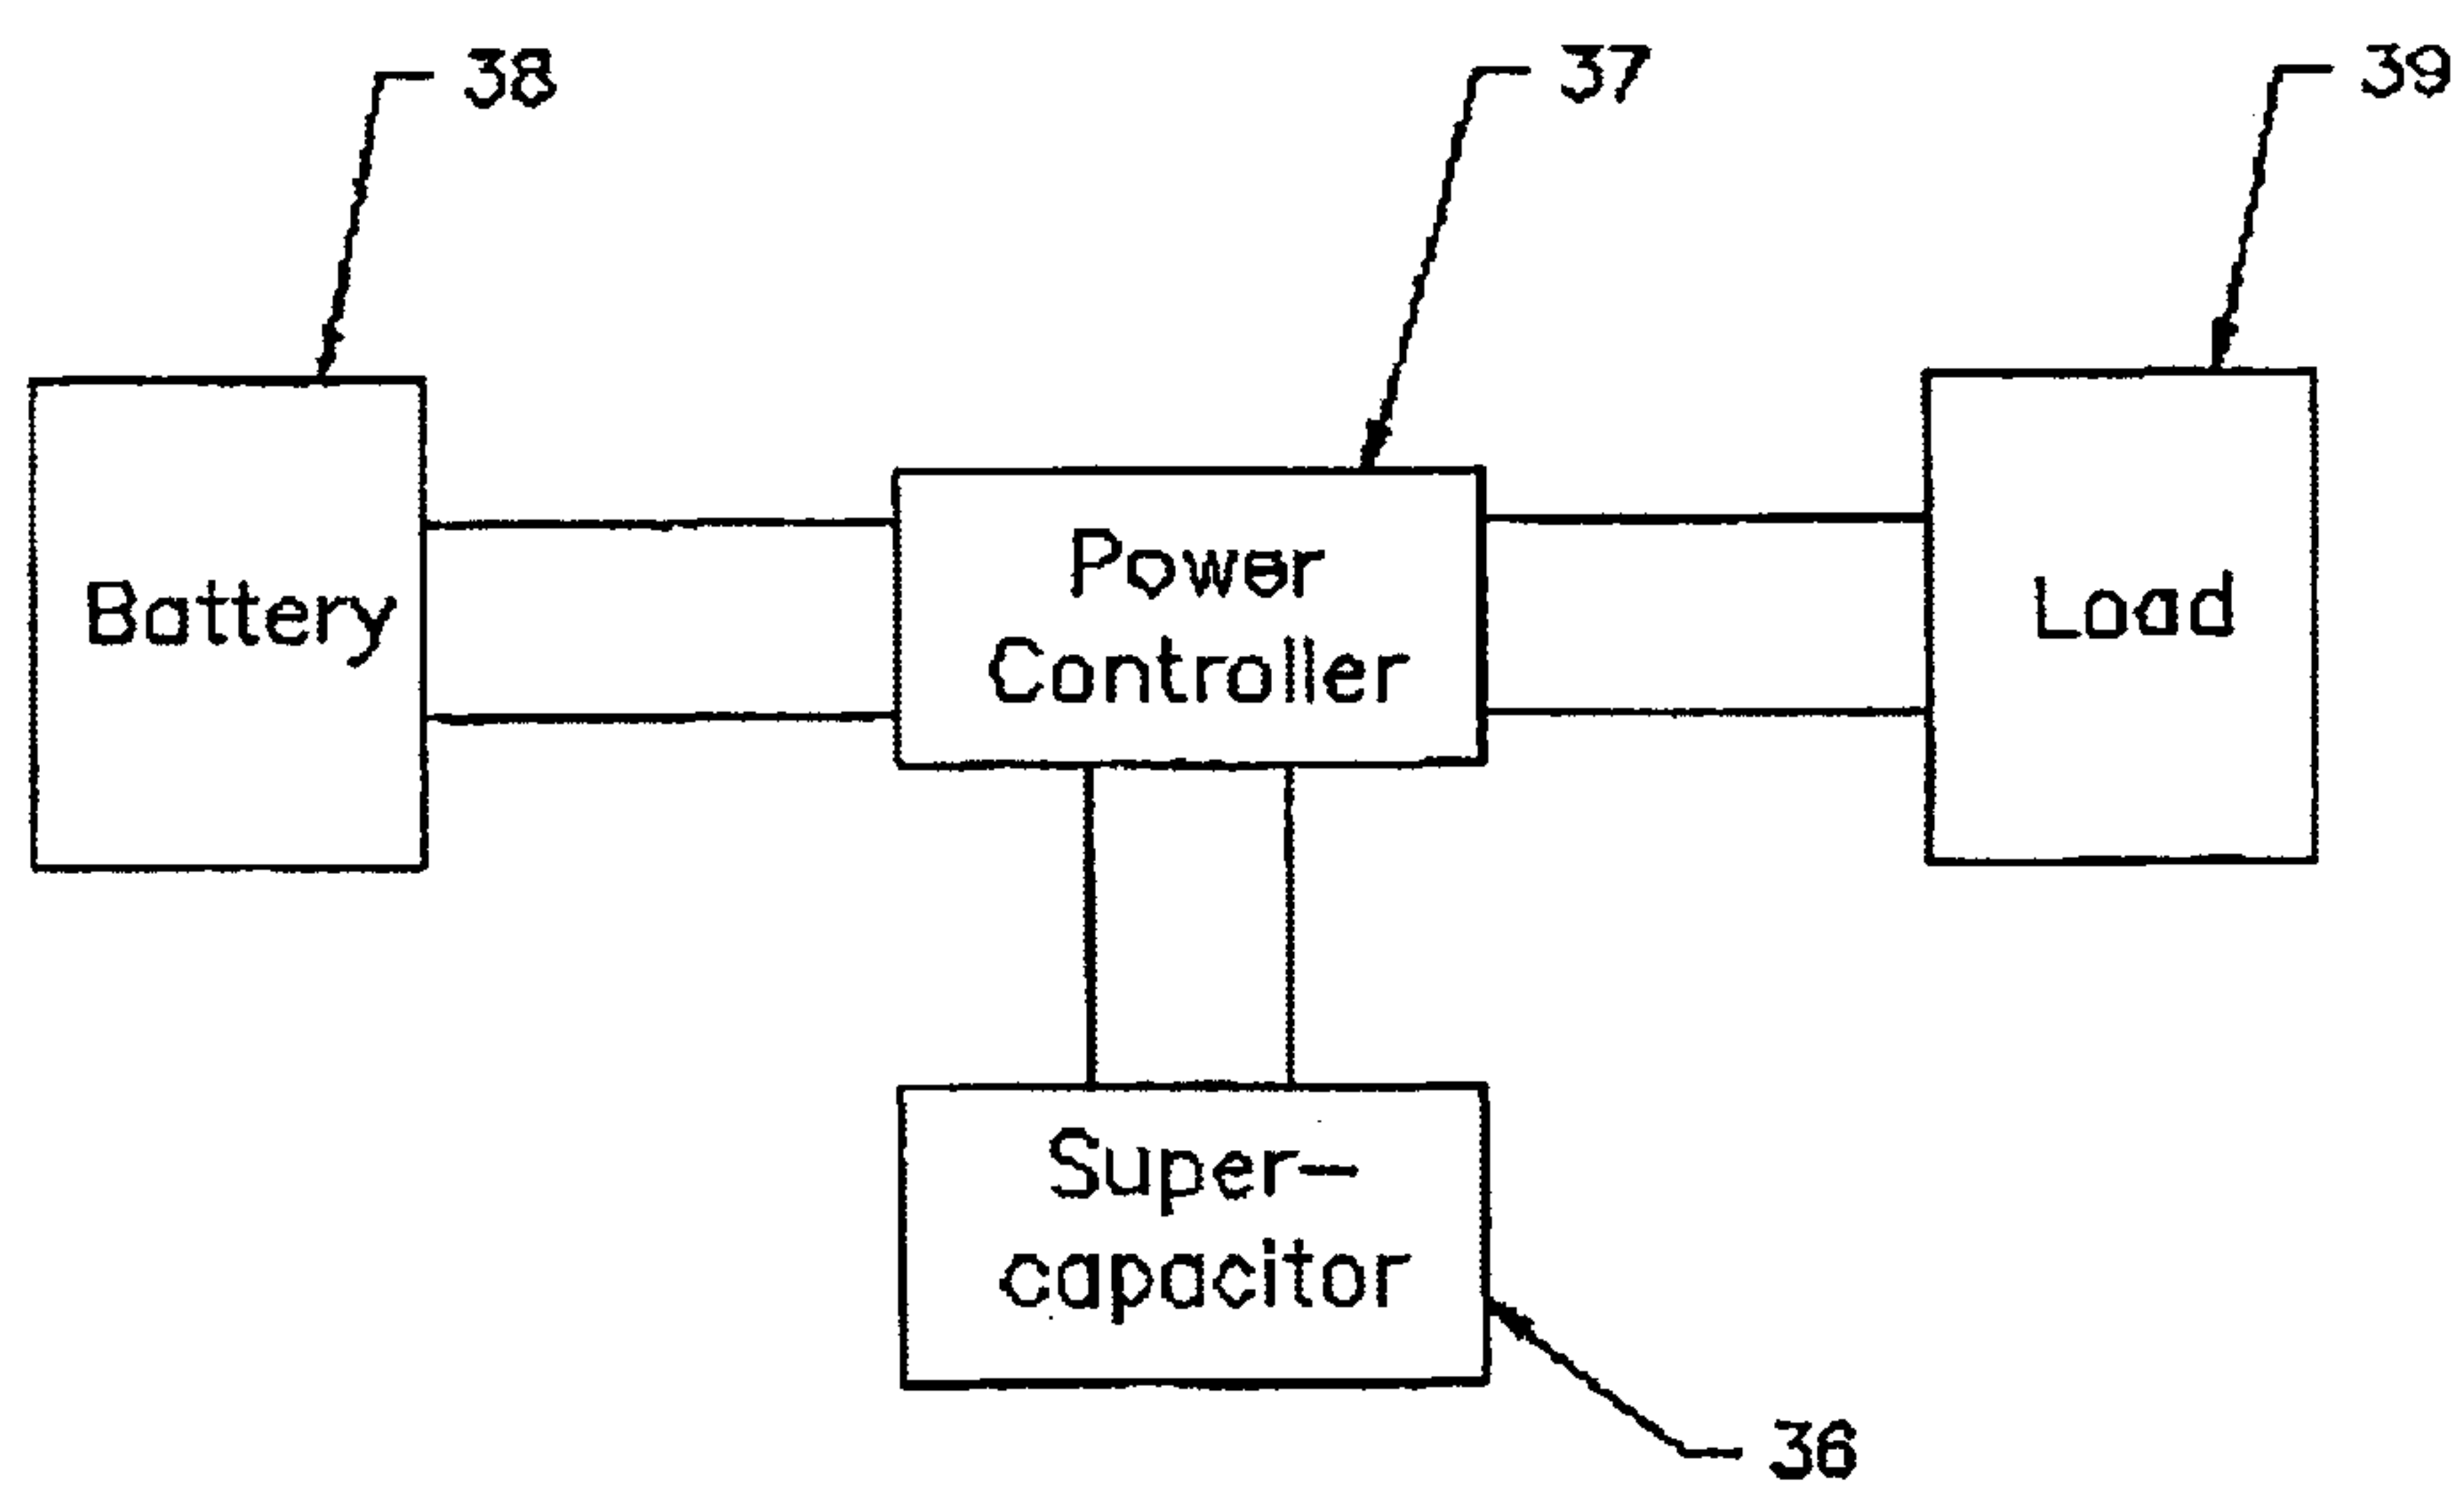 38
37
39
Battery
Power
Controller
Load
Super-
capacitor
36